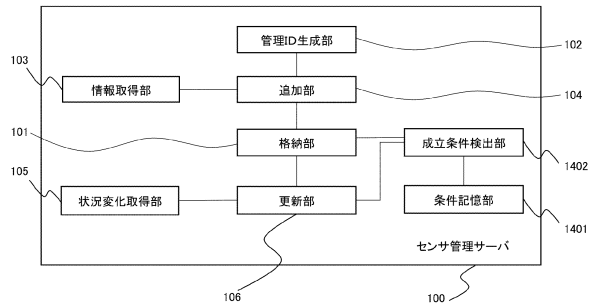 管理ID生成部
102
103
情報取得部
追加部
104
101
格納部
成立条件検出部
1402
105
状況変化取得部
更新部
条件記憶部
1401
センサ管理サーバ
106
100